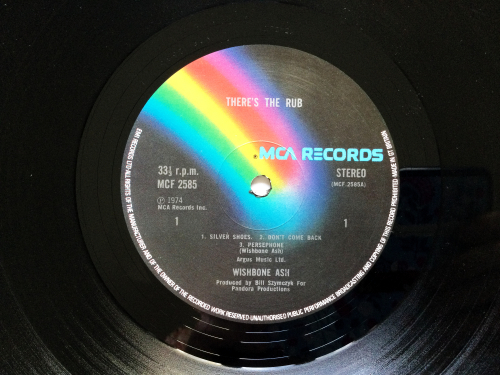 THERE'S THE RUB
MCA RECORDS
33⅓ r.p.m.
MCF 2585
STEREO
(MCF 2585A)
Ⓟ 1974
MCA Records Inc.
1
1
1. SILVER SHOES. 2. DON'T COME BACK
3. PERSEPHONE
(Wishbone Ash)
Argus Music Ltd.
WISHBONE ASH
Produced by Bill Szymczyk For
Pandora Productions
EMI RECORDS LTD ALL RIGHTS OF THE MANUFACTURER AND OF THE OWNER OF THE RECORDED WORK RESERVED·UNAUTHORISED PUBLIC PERFORMANCE BROADCASTING AND COPYING OF THIS RECORD PROHIBITED MADE IN GT BRITAIN